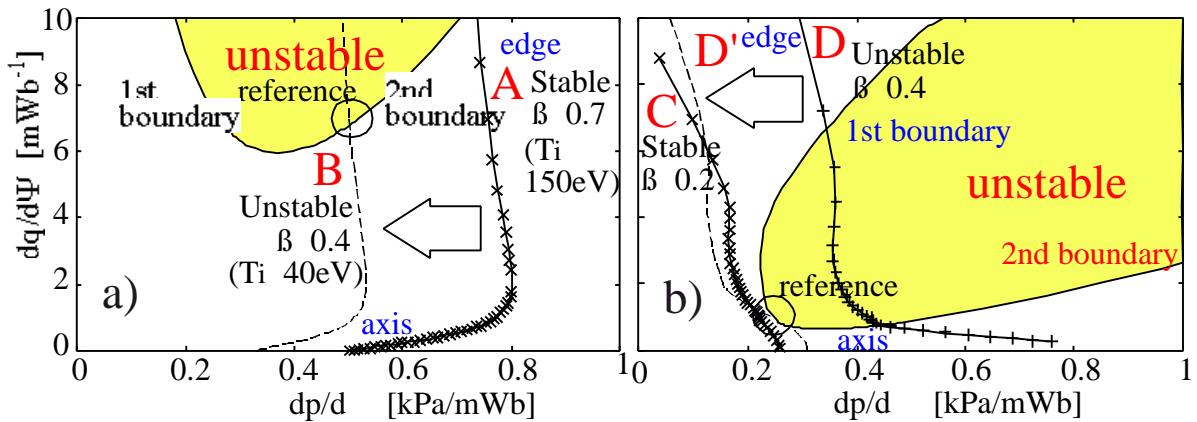 10
8
6
4
2
0
dq/dΨ [mWb⁻¹]
unstable
1st
boundary
reference
2nd
boundary
edge
A
Stable
ß 0.7
(Ti
150eV)
B
Unstable
ß 0.4
(Ti 40eV)
a)
axis
0 0.2 0.4 0.6 0.8 1
dp/d [kPa/mWb]
D'
edge
D
Unstable
ß 0.4
C
Stable
ß 0.2
1st boundary
unstable
2nd boundary
reference
b)
axis
0 0.2 0.4 0.6 0.8 1
dp/d [kPa/mWb]